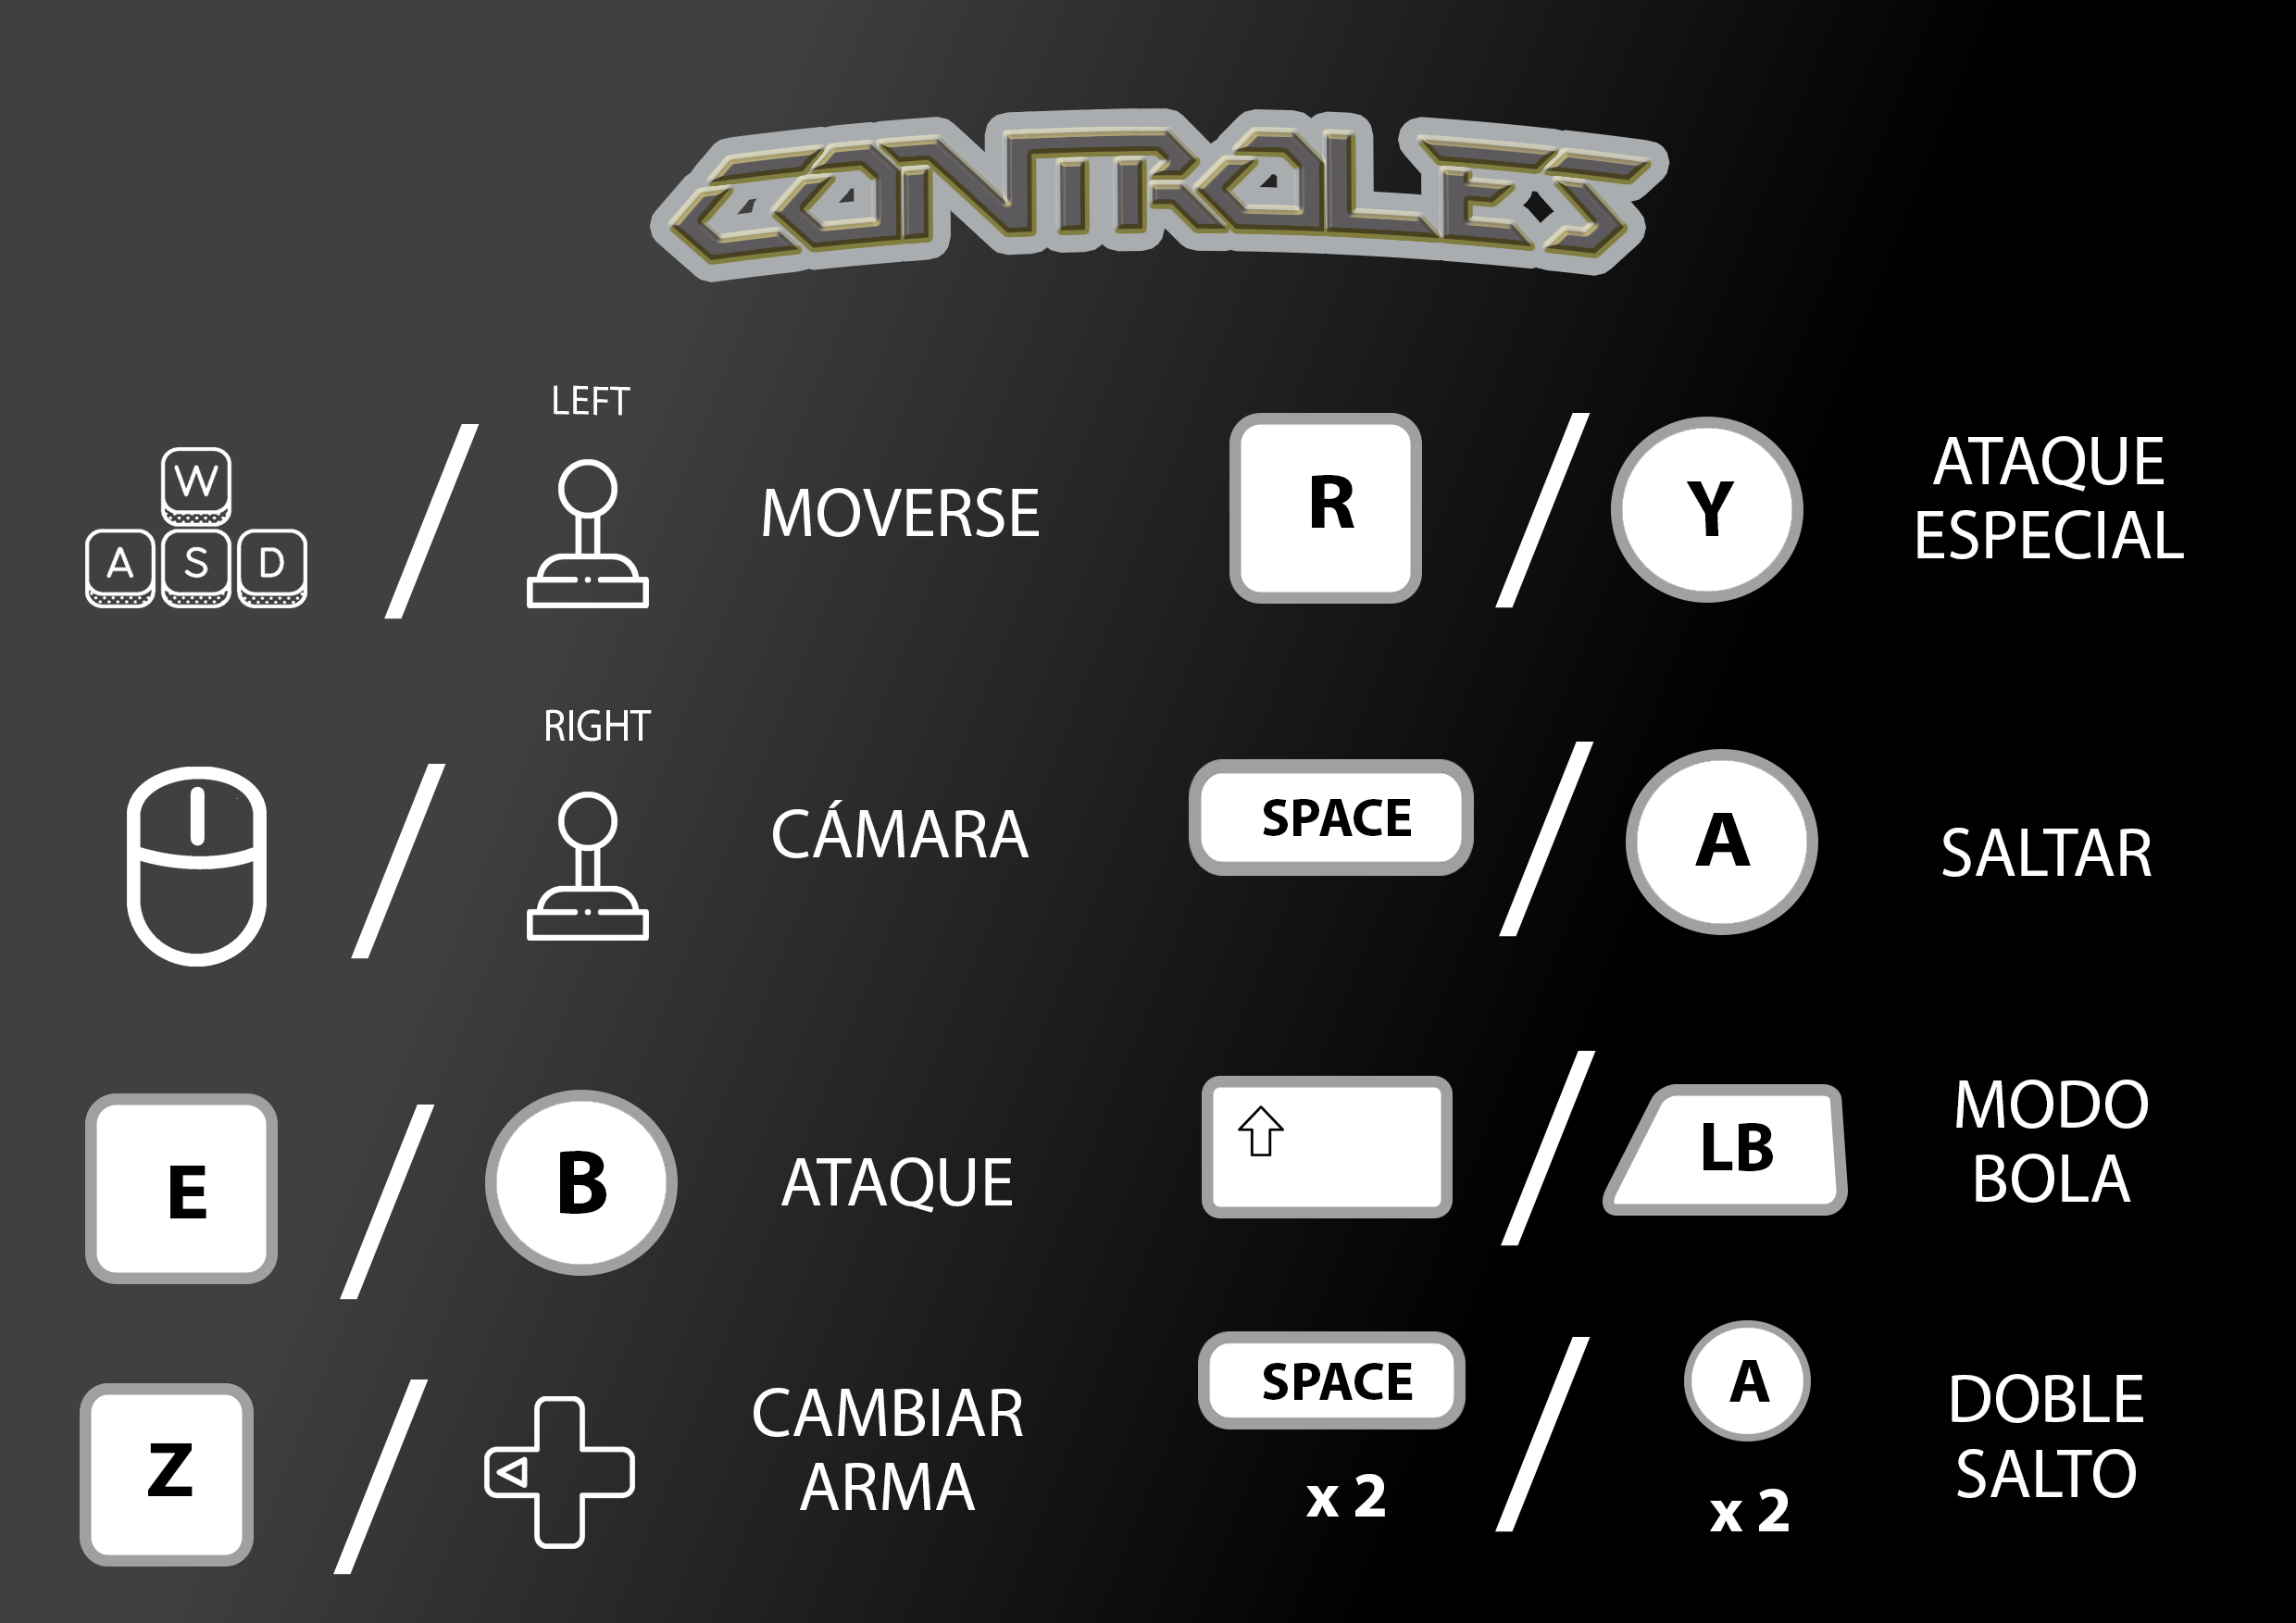 CONTROLES
LEFT
W
A S D
MOVERSE
RIGHT
CÁMARA
E
B
ATAQUE
Z
CAMBIAR
ARMA
R
Y
ATAQUE
ESPECIAL
SPACE
A
SALTAR
LB
MODO
BOLA
SPACE
x 2
A
x 2
DOBLE
SALTO